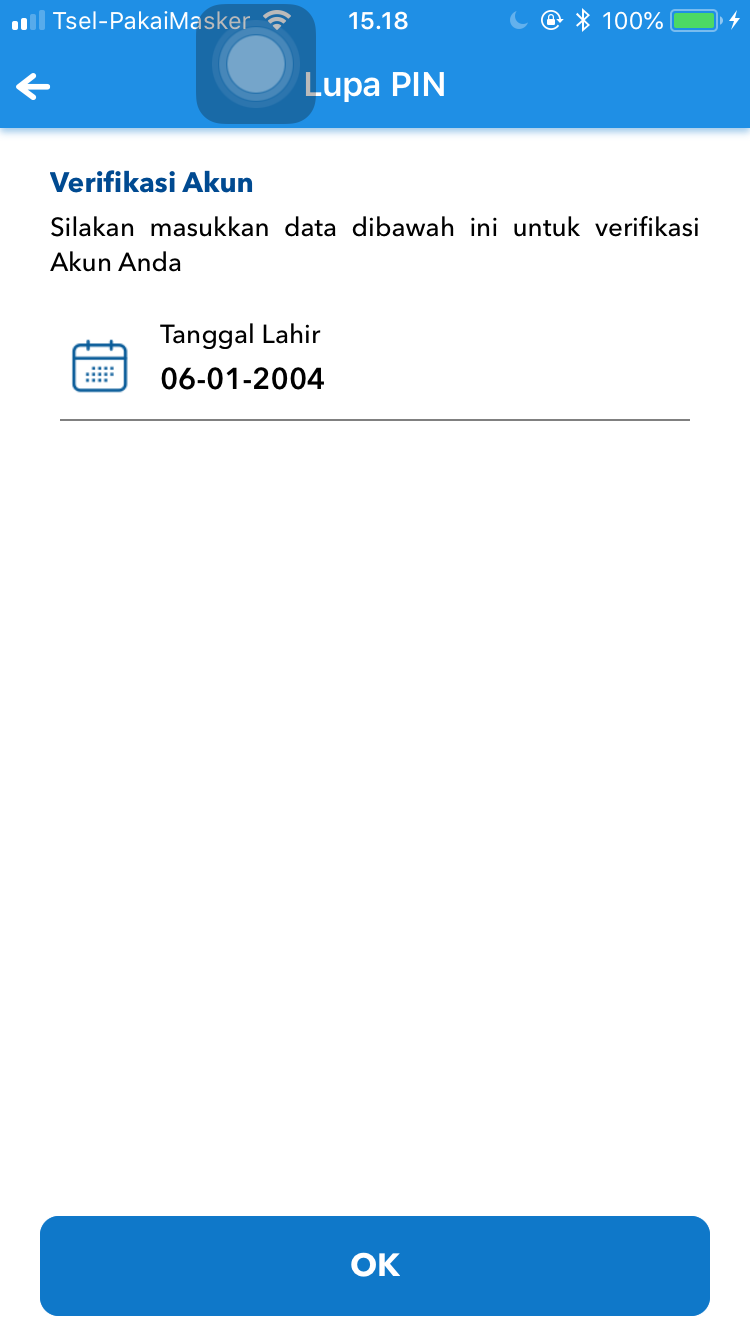 Tsel-PakaiMasker 15.18 100%
Lupa PIN
Verifikasi Akun
Silakan masukkan data dibawah ini untuk verifikasi
Akun Anda
Tanggal Lahir
06-01-2004
OK